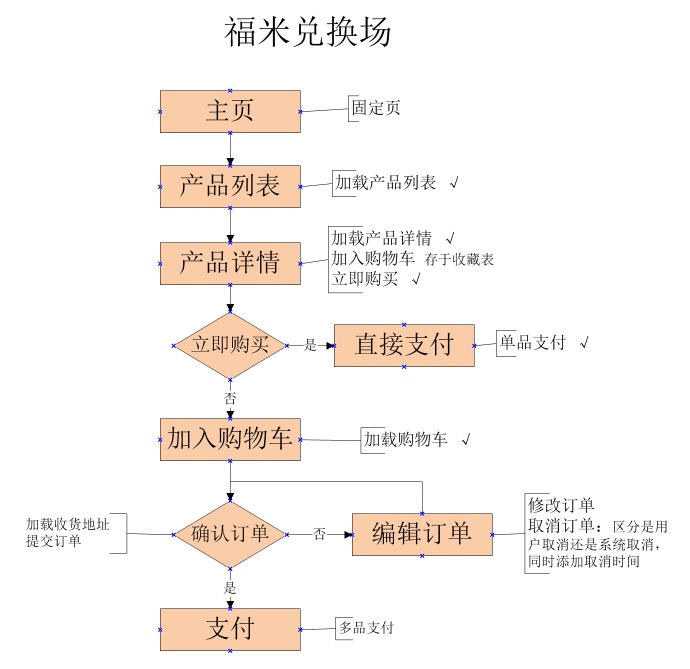 福米兑换场
主页
固定页
产品列表
加载产品列表 √
产品详情
加载产品详情 √
加入购物车 存于收藏表
立即购买 √
立即购买
是
直接支付
单品支付 √
否
加入购物车
加载购物车 √
加载收货地址
提交订单
确认订单
否
编辑订单
修改订单
取消订单：区分是用
户取消还是系统取消，
同时添加取消时间
是
支付
多品支付